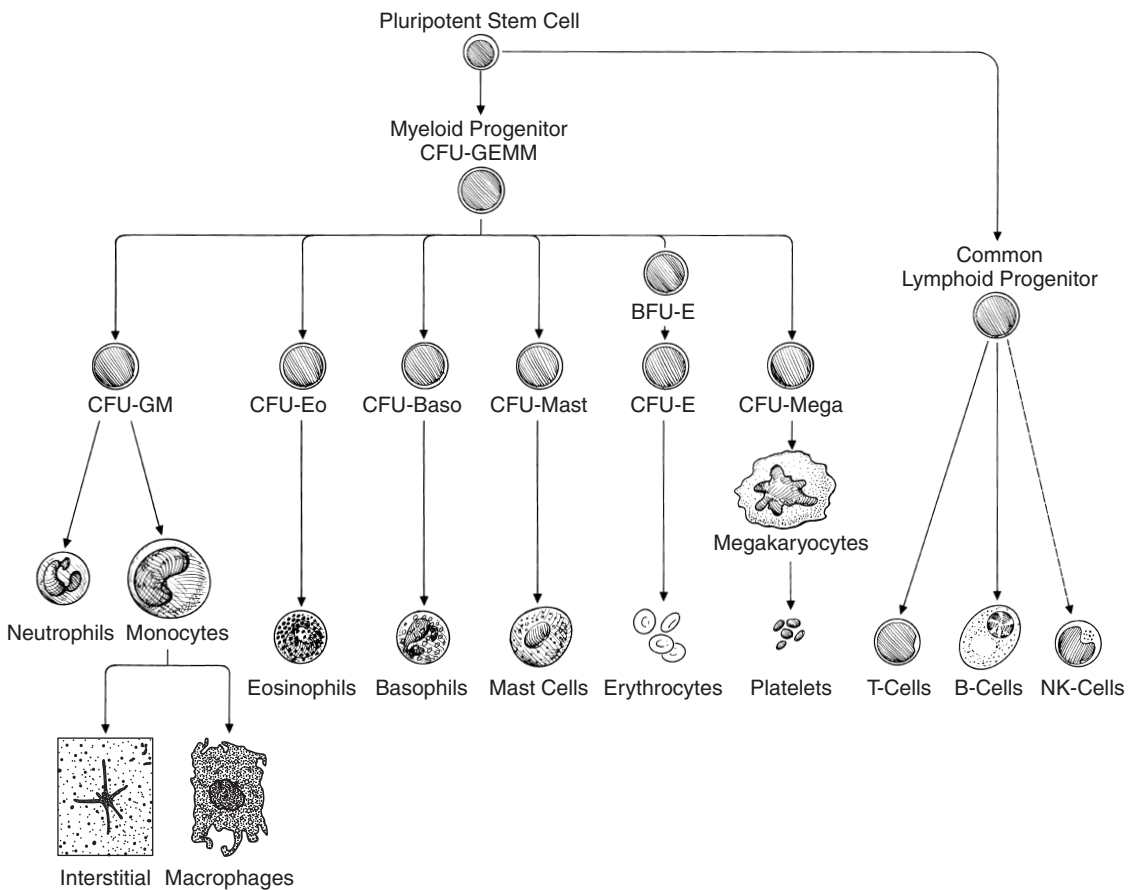 Pluripotent Stem Cell
Myeloid Progenitor
CFU-GEMM
Common
Lymphoid Progenitor
BFU-E
CFU-GM
CFU-Eo
CFU-Baso
CFU-Mast
CFU-E
CFU-Mega
Megakaryocytes
Neutrophils
Monocytes
Eosinophils
Basophils
Mast Cells
Erythrocytes
Platelets
T-Cells
B-Cells
NK-Cells
Interstitial
Macrophages